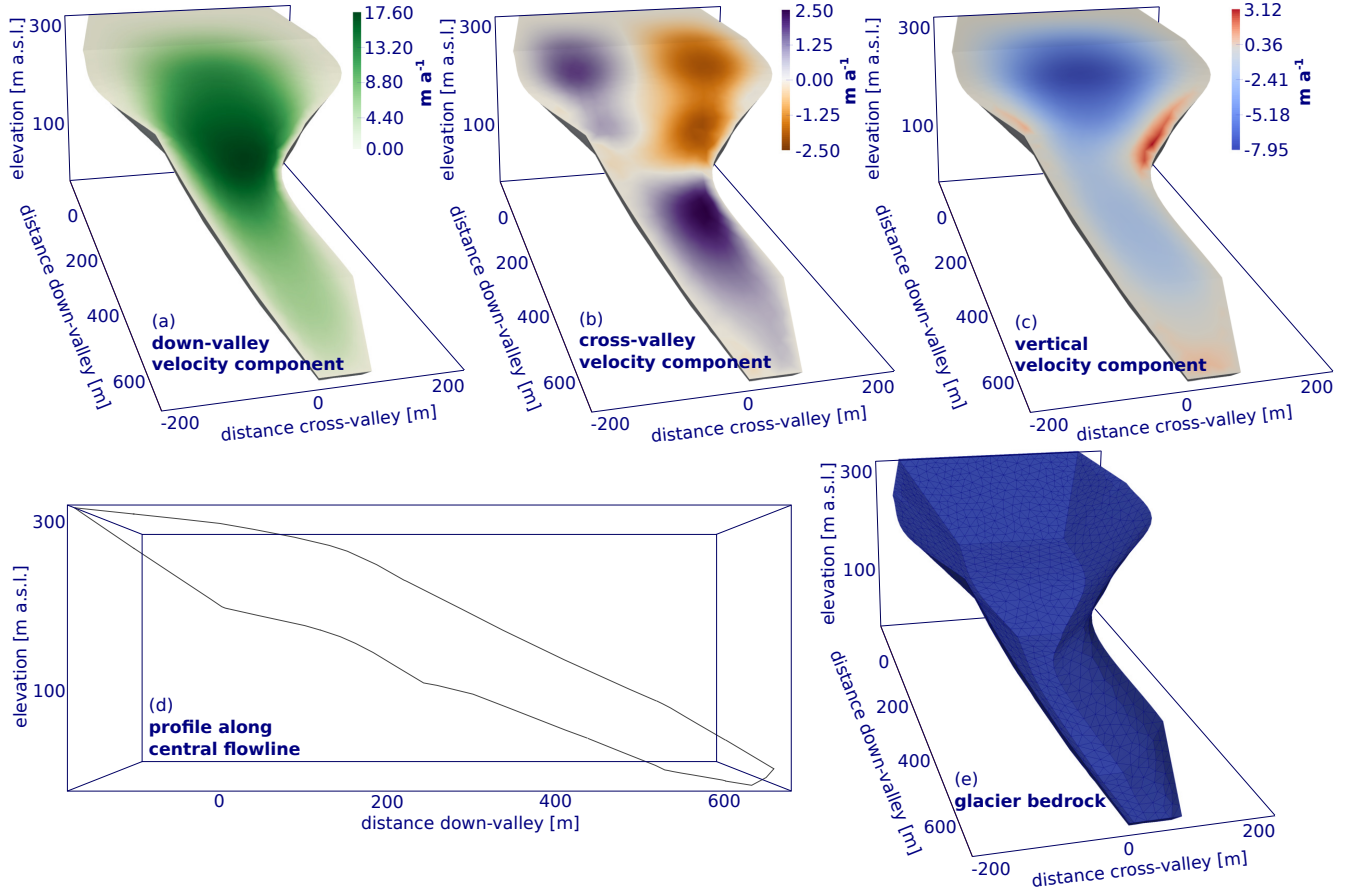 300
100
elevation [m a.s.l.]
0
200
400
600
distance down-valley [m]
-200
0
200
distance cross-valley [m]
17.60
13.20
8.80
4.40
0.00
m a-1
(a)
down-valley
velocity component
300
100
elevation [m a.s.l.]
0
200
400
600
distance down-valley [m]
-200
0
200
distance cross-valley [m]
2.50
1.25
0.00
-1.25
-2.50
m a-1
(b)
cross-valley
velocity component
300
100
elevation [m a.s.l.]
0
200
400
600
distance down-valley [m]
-200
0
200
distance cross-valley [m]
3.12
0.36
-2.41
-5.18
-7.95
m a-1
(c)
vertical
velocity component
300
100
elevation [m a.s.l.]
(d)
profile along
central flowline
0
200
400
600
distance down-valley [m]
300
100
elevation [m a.s.l.]
0
200
400
600
distance down-valley [m]
(e)
glacier bedrock
-200
0
200
distance cross-valley [m]